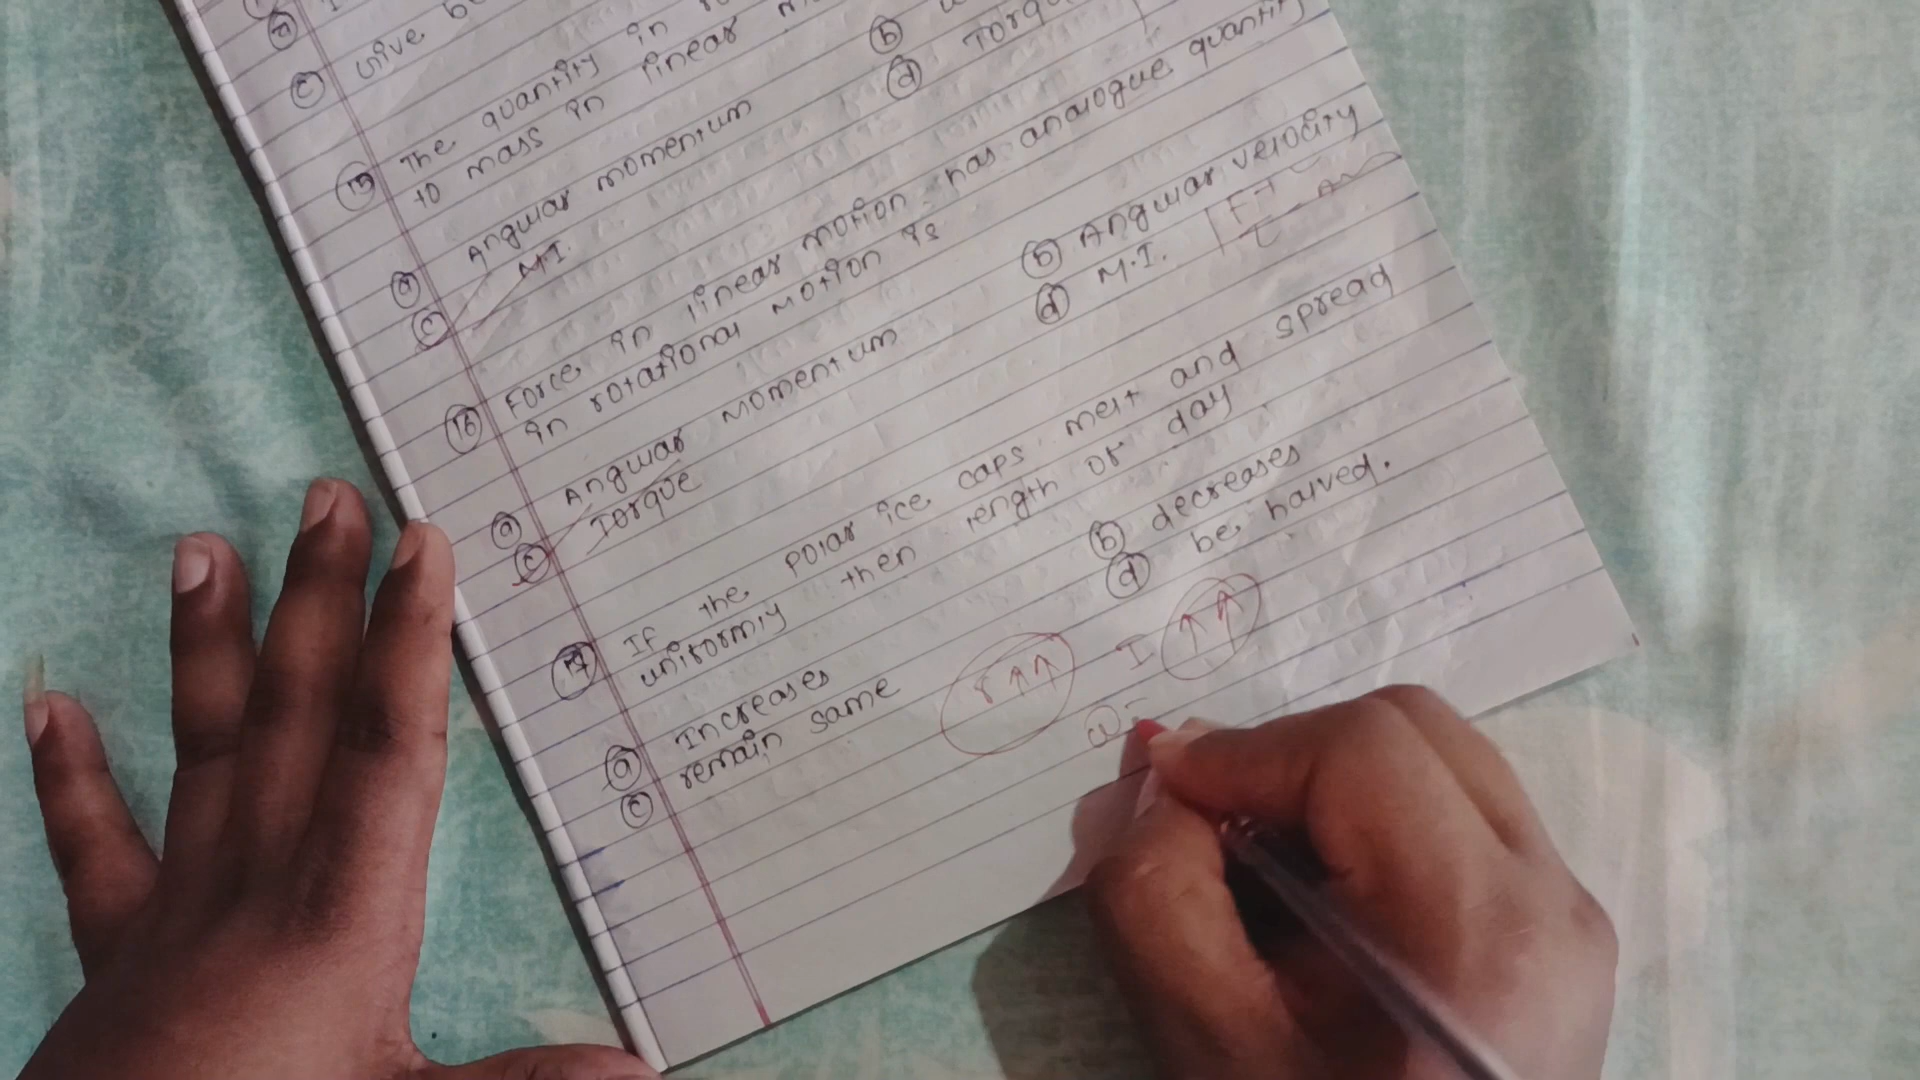 (c) Give
(15) The quantity in
to mass in linear
(a) Angular momentum (b)
(c) M.I. (d) Torque
(16) Force in linear motion has analogue quantity
in rotational motion is
(a) Angular momentum (b) Angular velocity
(c) Torque (d) M.I.
(17) If the polar ice caps melt and spread
uniformly then length of day
(a) Increases (b) decreases
(c) remain same (d) be halved.
r ↑↑ I ↑↑
ω =